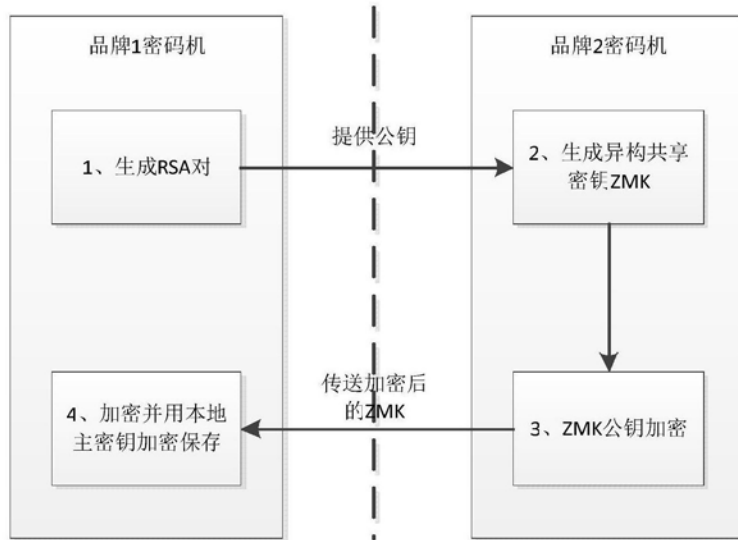 品牌1密码机
品牌2密码机
1、生成RSA对
提供公钥
2、生成异构共享
密钥ZMK
4、加密并用本地
主密钥加密保存
传送加密后
的ZMK
3、ZMK公钥加密